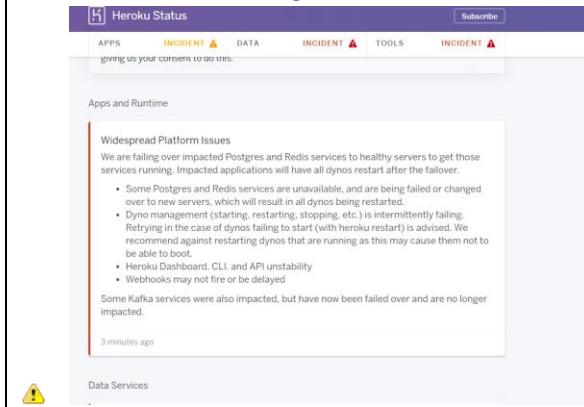 Heroku Status
Subscribe
APPS INCIDENT DATA INCIDENT TOOLS INCIDENT
giving us your consent to do this.
Apps and Runtime
Widespread Platform Issues
We are failing over impacted Postgres and Redis services to healthy servers to get those
services running. Impacted applications will have all dynos restart after the failover.
• Some Postgres and Redis services are unavailable, and are being failed or changed
over to new servers, which will result in all dynos being restarted.
• Dyno management (starting, restarting, stopping, etc.) is intermittently failing.
Retrying in the case of dynos failing to start (with heroku restart) is advised. We
recommend against restarting dynos that are running as this may cause them not to
be able to boot.
• Heroku Dashboard, CLI, and API unstability
• Webhooks may not fire or be delayed
Some Kafka services were also impacted, but have now been failed over and are no longer
impacted.
3 minutes ago
Data Services